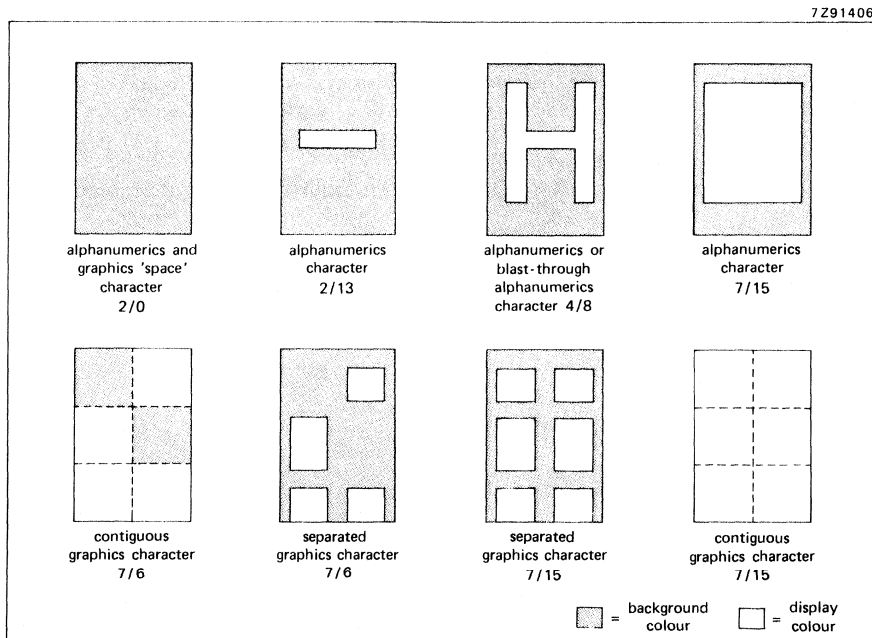 7Z91406
alphanumerics and
graphics 'space'
character
2/0
alphanumerics
character
2/13
alphanumerics or
blast-through
alphanumerics
character 4/8
alphanumerics
character
7/15
contiguous
graphics character
7/6
separated
graphics character
7/6
separated
graphics character
7/15
contiguous
graphics character
7/15
= background
colour
= display
colour